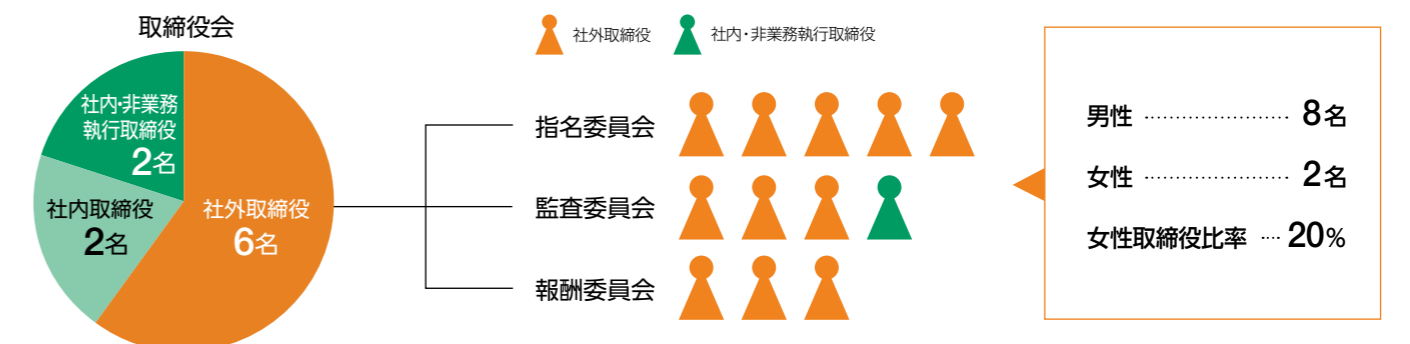 取締役会
社内・非業務
執行取締役
2名
社内取締役
2名
社外取締役
6名
社外取締役
社内・非業務執行取締役
指名委員会
監査委員会
報酬委員会
男性 …………………… 8名
女性 …………………… 2名
女性取締役比率 … 20%